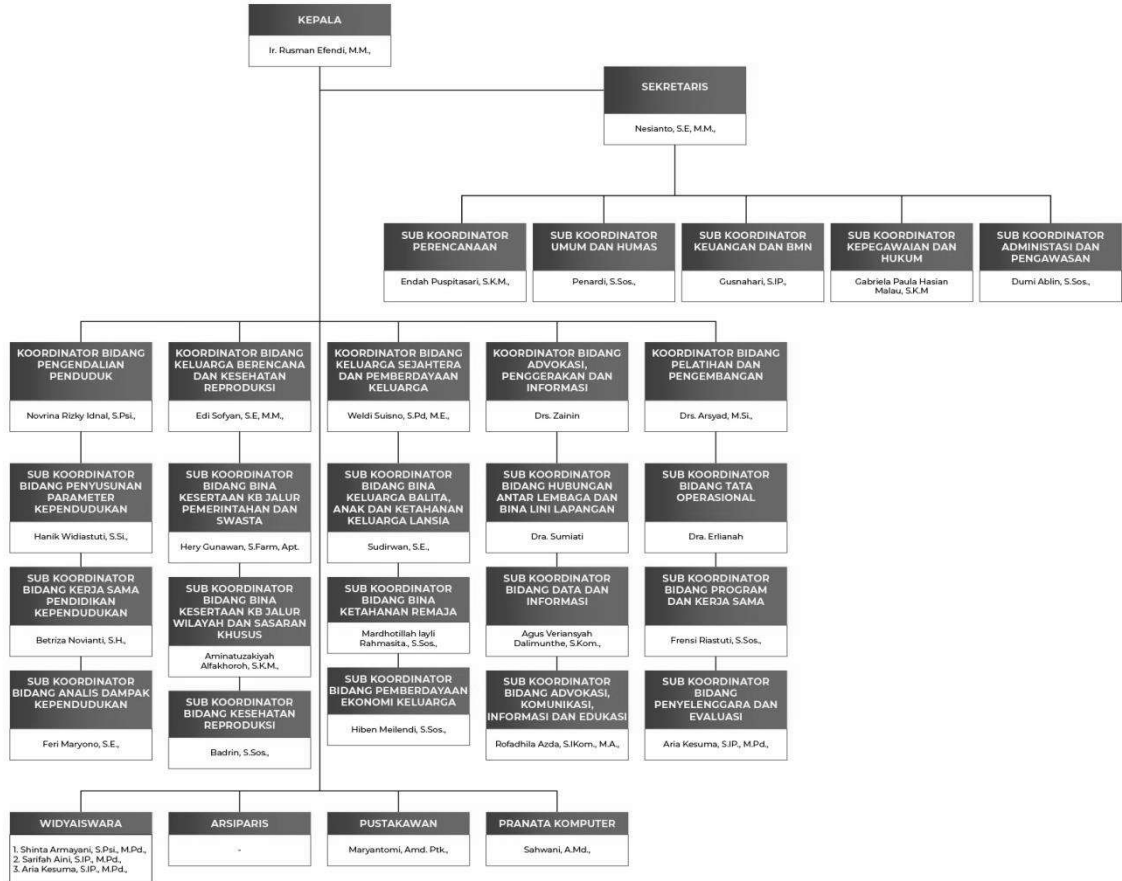 KEPALA
Ir. Rusman Efendi, M.M.,
SEKRETARIS
Nesianto, S.E, M.M.,
SUB KOORDINATOR
PERENCANAAN
Endah Puspitasari, S.K.M.,
SUB KOORDINATOR
UMUM DAN HUMAS
Penardi, S.Sos.,
SUB KOORDINATOR
KEUANGAN DAN BMN
Gusnahari, S.IP.,
SUB KOORDINATOR
KEPEGAWAIAN DAN
HUKUM
Gabriela Paula Hasian
Malau, S.K.M
SUB KOORDINATOR
ADMINISTASI DAN
PENGAWASAN
Dumi Ablin, S.Sos.,
KOORDINATOR BIDANG
PENGENDALIAN
PENDUDUK
Novrina Rizky Idnal, S.Psi.,
KOORDINATOR BIDANG
KELUARGA BERENCANA
DAN KESEHATAN
REPRODUKSI
Edi Sofyan, S.E, M.M.,
KOORDINATOR BIDANG
KELUARGA SEJAHTERA
DAN PEMBERDAYAAN
KELUARGA
Weldi Suisno, S.Pd, M.E.,
KOORDINATOR BIDANG
ADVOKASI,
PENGGERAKAN DAN
INFORMASI
Drs. Zainin
KOORDINATOR BIDANG
PELATIHAN DAN
PENGEMBANGAN
Drs. Arsyad, M.Si.,
SUB KOORDINATOR
BIDANG PENYUSUNAN
PARAMETER
KEPENDUDUKAN
Hanik Widiastuti, S.Si.,
SUB KOORDINATOR
BIDANG BINA
KESERTAAN KB JALUR
PEMERINTAHAN DAN
SWASTA
Hery Gunawan, S.Farm, Apt.
SUB KOORDINATOR
BIDANG BINA
KELUARGA BALITA,
ANAK DAN KETAHANAN
KELUARGA LANSIA
Sudirwan, S.E.,
SUB KOORDINATOR
BIDANG HUBUNGAN
ANTAR LEMBAGA DAN
BINA LINI LAPANGAN
Dra. Sumiati
SUB KOORDINATOR
BIDANG TATA
OPERASIONAL
Dra. Erlianah
SUB KOORDINATOR
BIDANG KERJA SAMA
PENDIDIKAN
KEPENDUDUKAN
Betriza Novianti, S.H.,
SUB KOORDINATOR
BIDANG BINA
KESERTAAN KB JALUR
WILAYAH DAN SASARAN
KHUSUS
Aminatuzakiyah
Alfakhoroh, S.K.M.,
SUB KOORDINATOR
BIDANG BINA
KETAHANAN REMAJA
Mardhotillah layli
Rahmasita., S.Sos.,
SUB KOORDINATOR
BIDANG DATA DAN
INFORMASI
Agus Veriansyah
Dalimunthe, S.Kom.,
SUB KOORDINATOR
BIDANG PROGRAM
DAN KERJA SAMA
Frensi Riastuti, S.Sos.,
SUB KOORDINATOR
BIDANG ANALIS DAMPAK
KEPENDUDUKAN
Feri Maryono, S.E.,
SUB KOORDINATOR
BIDANG KESEHATAN
REPRODUKSI
Badrin, S.Sos.,
SUB KOORDINATOR
BIDANG PEMBERDAYAAN
EKONOMI KELUARGA
Hiben Meilendi, S.Sos.,
SUB KOORDINATOR
BIDANG ADVOKASI,
KOMUNIKASI,
INFORMASI DAN EDUKASI
Rofadhila Azda, S.IKom., M.A.,
SUB KOORDINATOR
BIDANG
PENYELENGGARA DAN
EVALUASI
Aria Kesuma, S.IP., M.Pd.,
WIDYAISWARA
1. Shinta Armayani, S.Psi., M.Pd.,
2. Sarifah Aini, S.IP., M.Pd.,
3. Aria Kesuma, S.IP., M.Pd.,
ARSIPARIS
-
PUSTAKAWAN
Maryantomi, Amd. Ptk.,
PRANATA KOMPUTER
Sahwani, A.Md.,